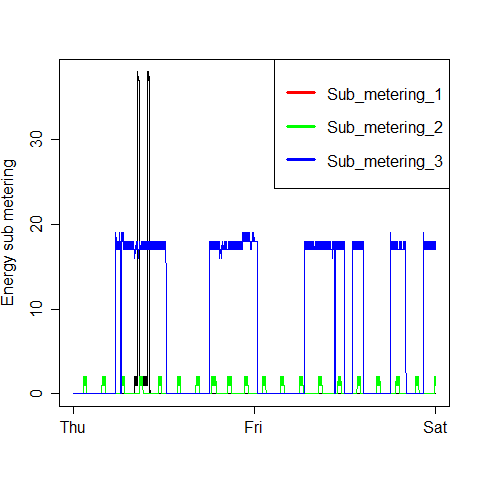 Sub_metering_1
Sub_metering_2
Sub_metering_3
Energy sub metering
30
20
10
0
Thu Fri Sat